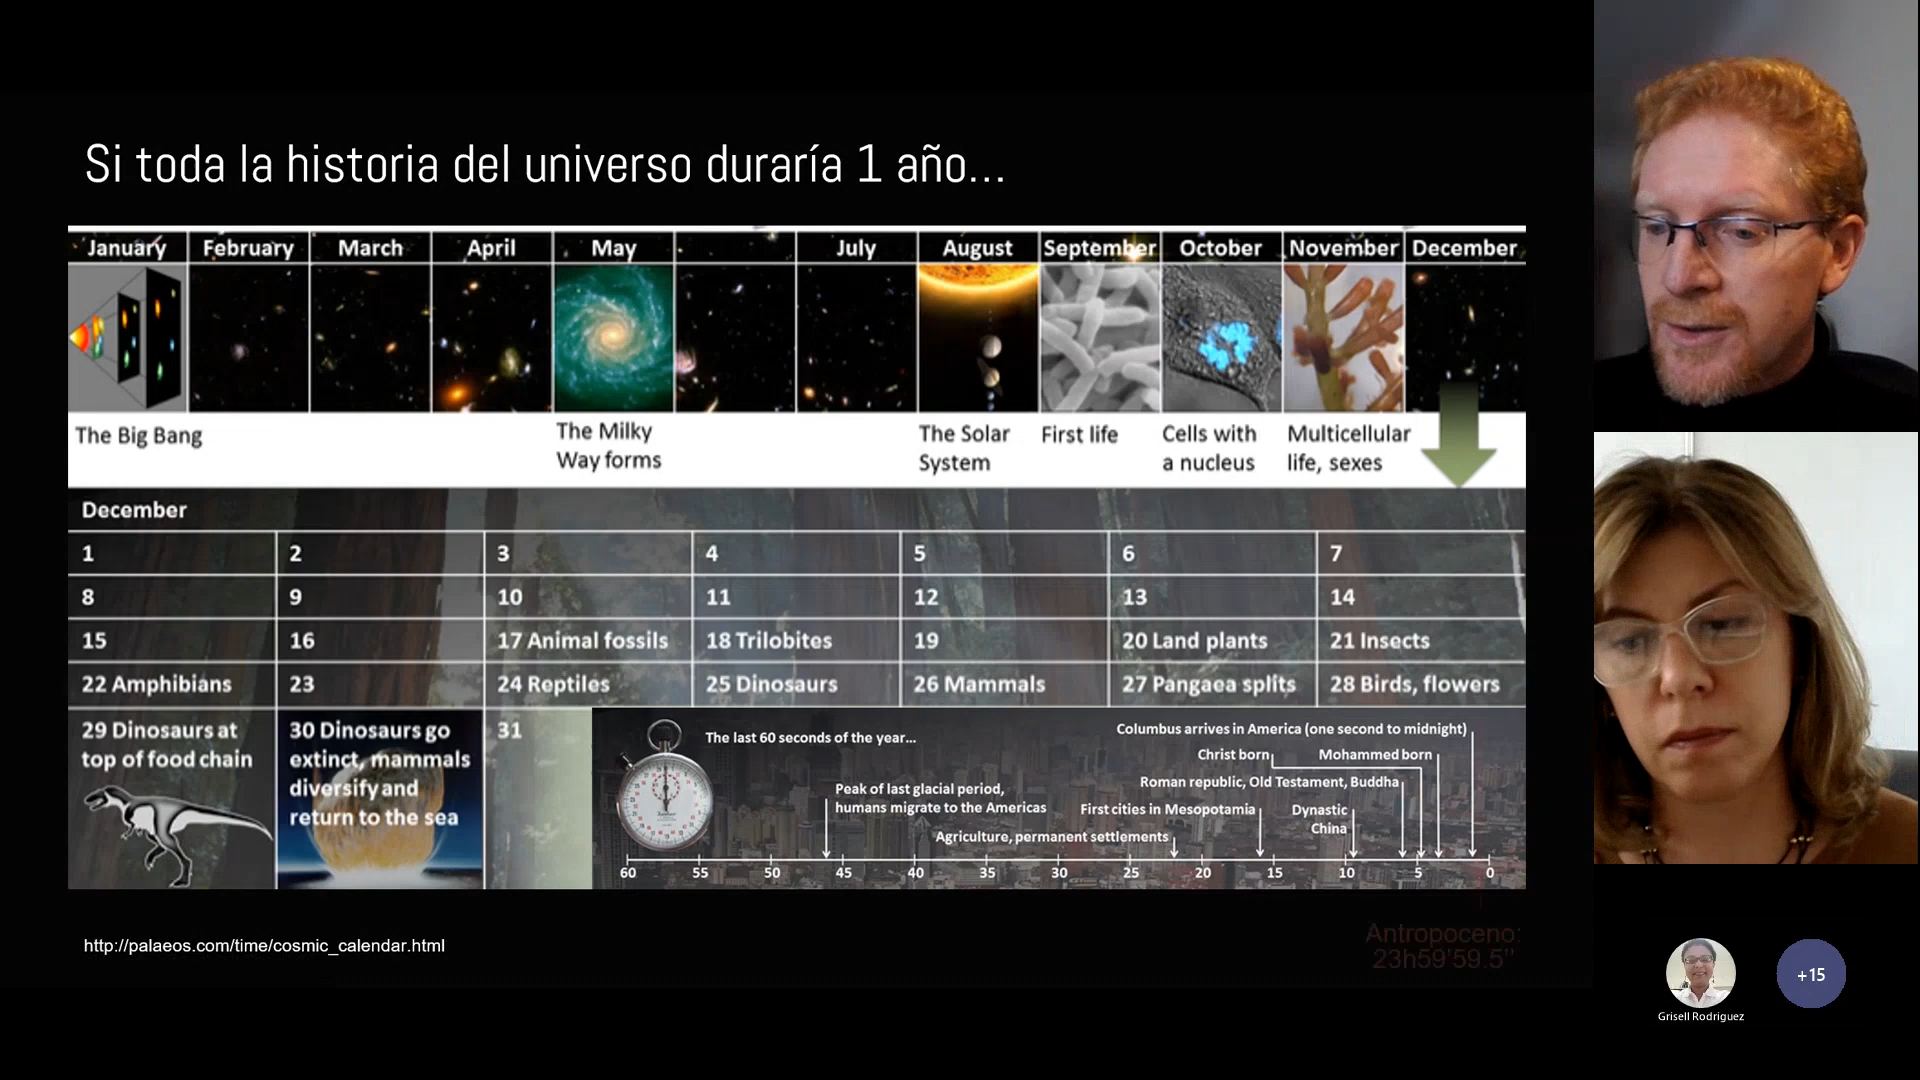 Si toda la historia del universo duraría 1 año...
January February March April May July August September October November December
The Big Bang
The Milky
Way forms
The Solar
System
First life
Cells with
a nucleus
Multicellular
life, sexes
December
1 2 3 4 5 6 7
8 9 10 11 12 13 14
15 16 17 Animal fossils 18 Trilobites 19 20 Land plants 21 Insects
22 Amphibians 23 24 Reptiles 25 Dinosaurs 26 Mammals 27 Pangaea splits 28 Birds, flowers
29 Dinosaurs at
top of food chain
30 Dinosaurs go
extinct, mammals
diversify and
return to the sea
31
The last 60 seconds of the year...
Columbus arrives in America (one second to midnight)
Christ born
Mohammed born
Roman republic, Old Testament, Buddha
Peak of last glacial period,
humans migrate to the Americas
First cities in Mesopotamia
Dynastic
China
Agriculture, permanent settlements
60 55 50 45 40 35 30 25 20 15 10 5 0
http://palaeos.com/time/cosmic_calendar.html
Antropoceno:
23h59'59.5"
+15
Grisell Rodriguez